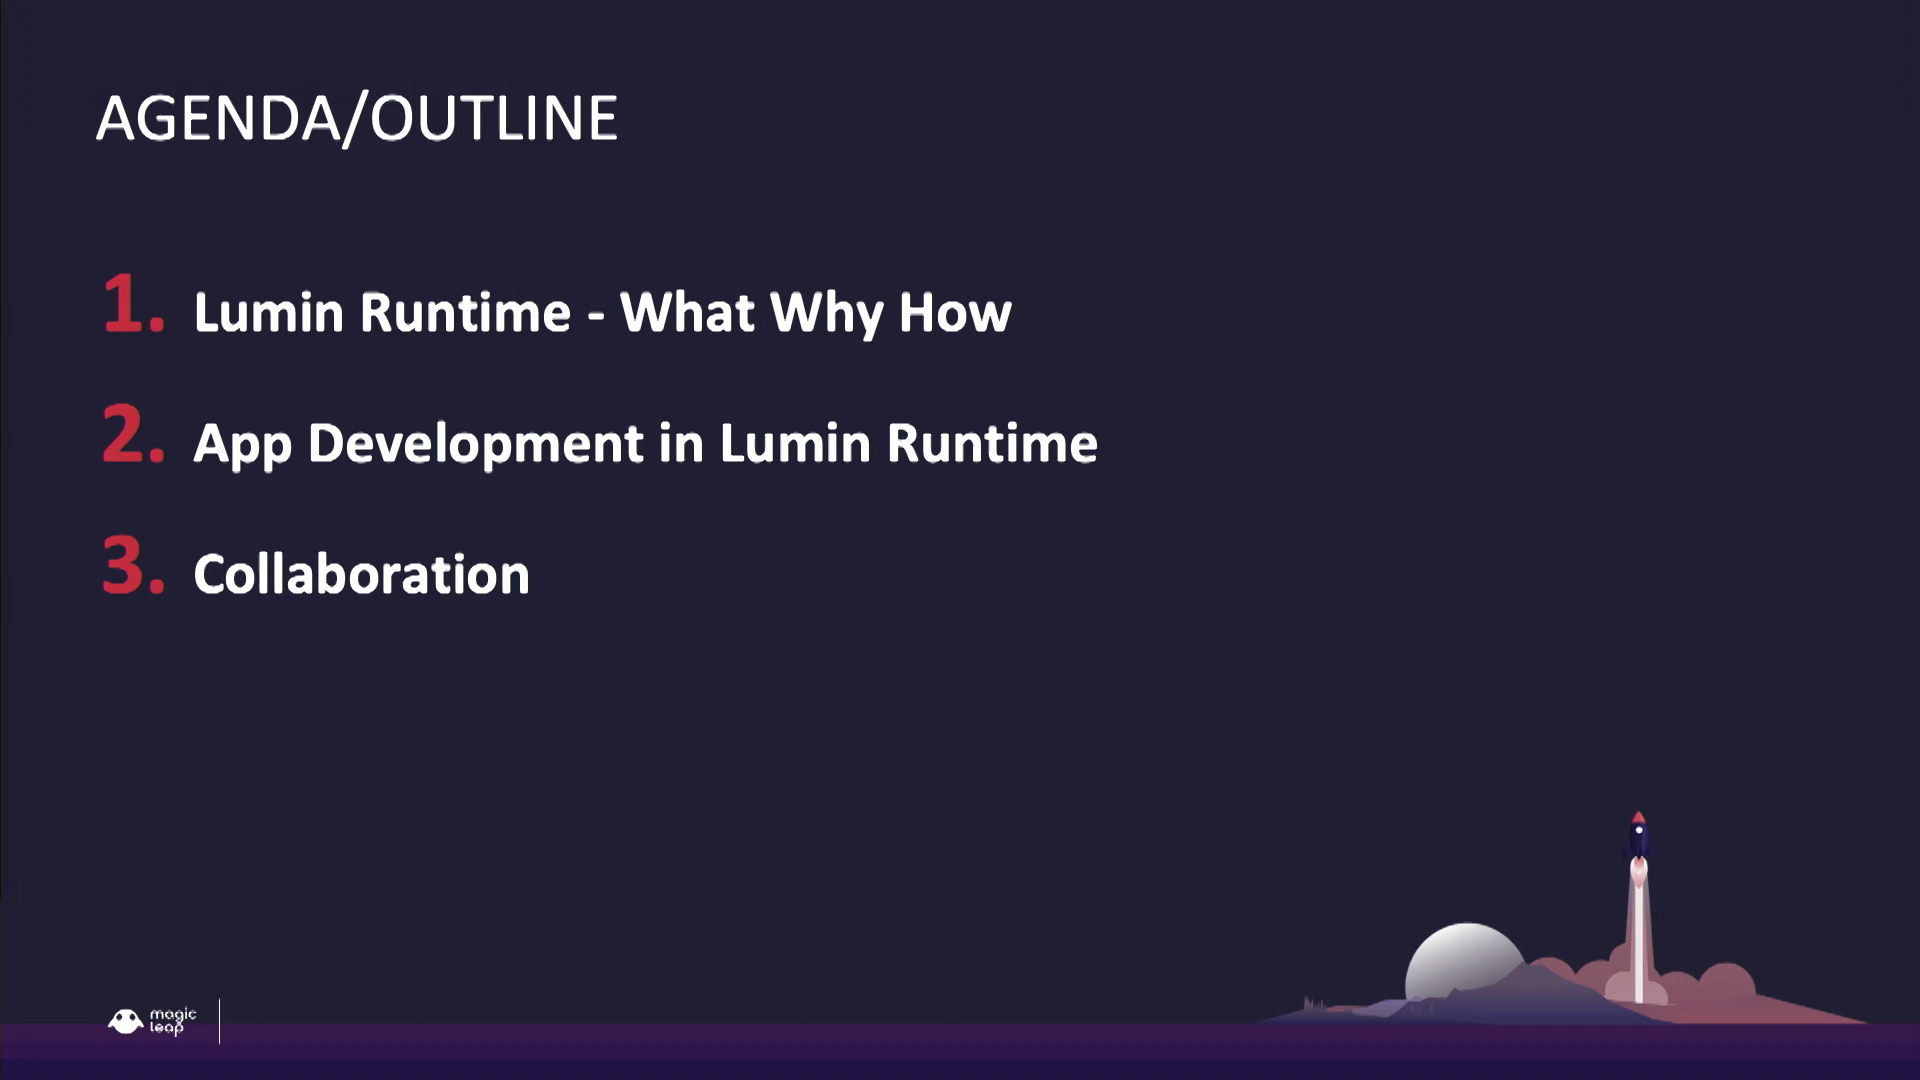 AGENDA/OUTLINE
1. Lumin Runtime - What Why How
2. App Development in Lumin Runtime
3. Collaboration
magic
leap